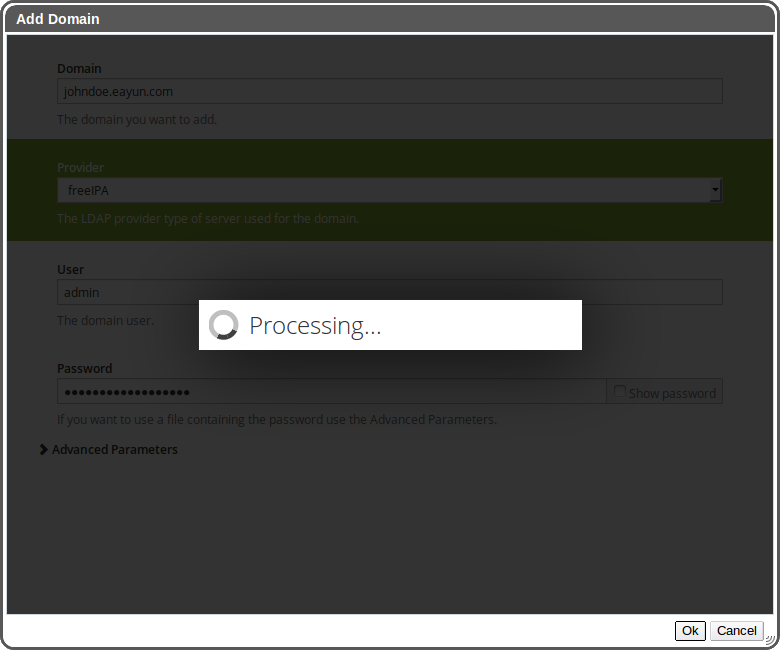 Add Domain
Domain
johndoe.eayun.com
The domain you want to add.
Provider
freeIPA
The LDAP provider type of server used for the domain.
User
admin
The domain user.
Processing...
Password
●●●●●●●●●●●●●●●●●● Show password
If you want to use a file containing the password use the Advanced Parameters.
Advanced Parameters
Ok Cancel